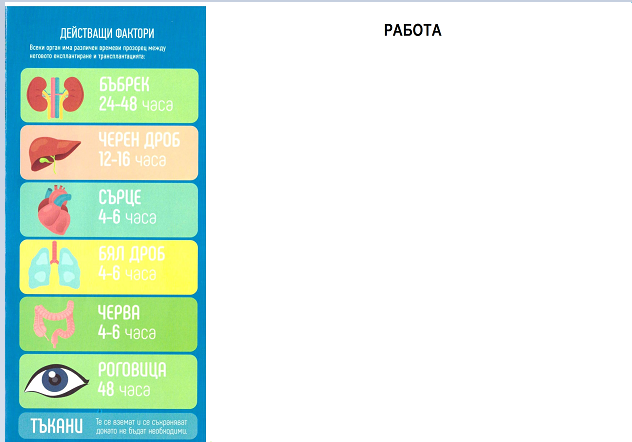 ДЕЙСТВАЩИ ФАКТОРИ
Всеки орган има различен времеви прозорец между
неговото експлантиране и трансплантацията:
БЪБРЕК
24-48 часа
ЧЕРЕН ДРОБ
12-16 часа
СЪРЦЕ
4-6 часа
БЯЛ ДРОБ
4-6 часа
ЧЕРВА
4-6 часа
РОГОВИЦА
48 часа
ТЪКАНИ
Те се вземат и се съхраняват
докато не бъдат необходими.
РАБОТА